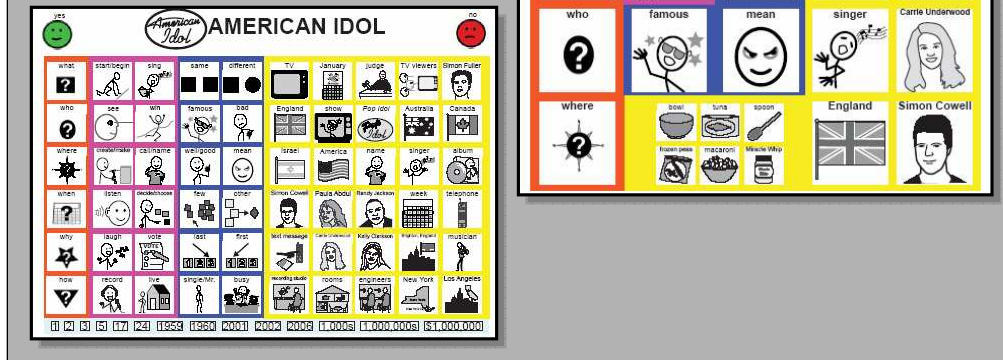 yes
American Idol
AMERICAN IDOL
no
what start/begin sing same different TV January judge TV viewers Simon Fuller
who see win famous bad England show Pop Idol Australia Canada
where create/make call/name well/good mean Israel America name singer album
when listen decide/choose few other Simon Cowell Paula Abdul Randy Jackson week telephone
why laugh vote last first text message Carrie Underwood Kelly Clarkson Brighton, England musician
how record live single/Mr. busy recording studio rooms engineers New York Los Angeles
1 2 3 5 17 24 1959 1960 2001 2002 2006 1,000s 1,000,000s $1,000,000
who famous mean singer Carrie Underwood
where bowl tuna spoon England Simon Cowell
frozen peas macaroni Miracle Whip